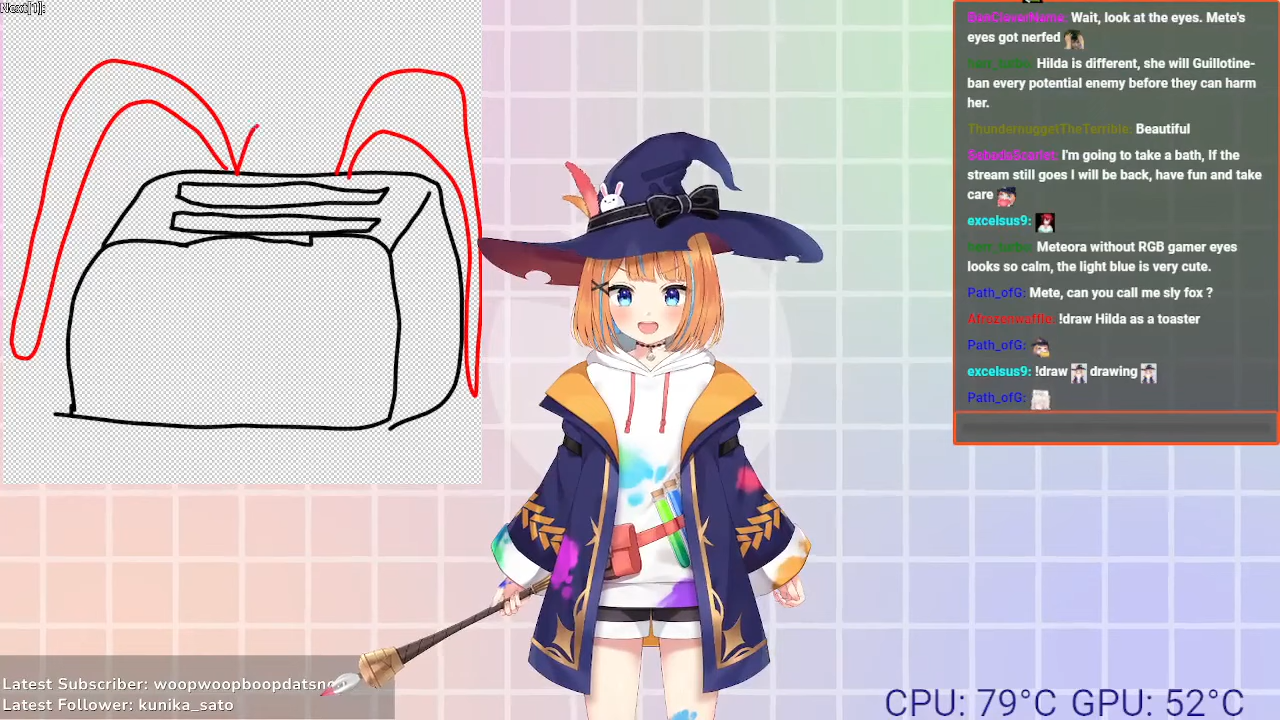 Next[1]:
DonCleverNome: Wait, look at the eyes. Mete's
eyes got nerfed
herr_turbo: Hilda is different, she will Guillotine-
ban every potential enemy before they can harm
her.
ThundernuggetTheTerrible: Beautiful
I'm going to take a bath, If the
stream still goes I will be back, have fun and take
care
excelsus9:
herr_turbo: Meteora without RGB gamer eyes
looks so calm, the light blue is very cute.
Path_ofG: Mete, can you call me sly fox ?
Afrozenwaffle: !draw Hilda as a toaster
Path_ofG:
excelsus9: !draw drawing
Path_ofG:
CPU: 79°C GPU: 52°C
Latest Subscriber: woopwoopboopdatsno
Latest Follower: kunika_sato